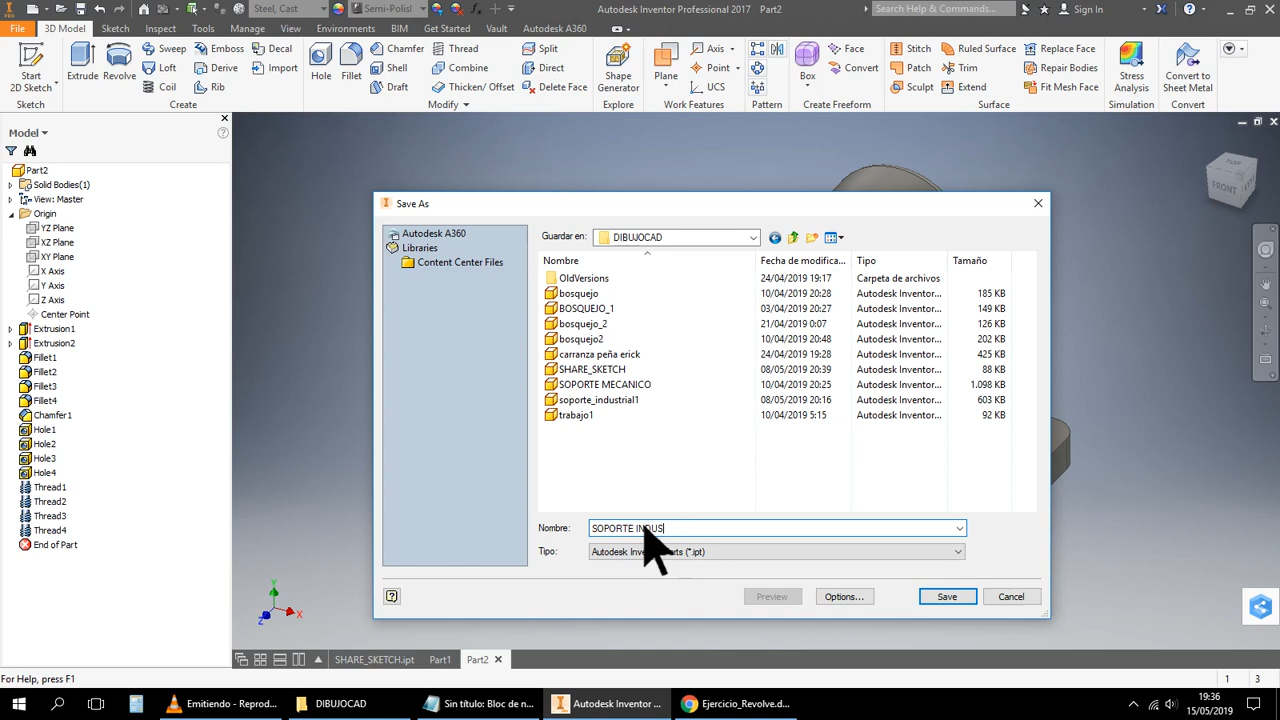 PRO
Steel, Cast
Semi-Polis
Autodesk Inventor Professional 2017 Part2
Search Help & Commands...
Sign In
File 3D Model Sketch Inspect Tools Manage View Environments BIM Get Started Vault Autodesk A360
Start
2D Sketch
Sketch
Extrude
Revolve
Sweep
Loft
Coil
Emboss
Derive
Rib
Decal
Import
Create
Hole
Fillet
Chamfer
Shell
Draft
Thread
Combine
Thicken/ Offset
Split
Direct
Delete Face
Modify
Shape
Generator
Explore
Plane
Axis
Point
UCS
Work Features
Pattern
Box
Face
Convert
Create Freeform
Stitch
Patch
Sculpt
Ruled Surface
Trim
Extend
Replace Face
Repair Bodies
Fit Mesh Face
Surface
Stress
Analysis
Simulation
Convert to
Sheet Metal
Convert
Model
Part2
Solid Bodies(1)
View: Master
Origin
YZ Plane
XZ Plane
XY Plane
X Axis
Y Axis
Z Axis
Center Point
Extrusion1
Extrusion2
Fillet1
Fillet2
Fillet3
Fillet4
Chamfer1
Hole1
Hole2
Hole3
Hole4
Thread1
Thread2
Thread3
Thread4
End of Part
TOP
FRONT
Save As
Autodesk A360
Libraries
Content Center Files
Guardar en: DIBUJOCAD
Nombre Fecha de modifica... Tipo Tamaño
OldVersions 24/04/2019 19:17 Carpeta de archivos
bosquejo 10/04/2019 20:28 Autodesk Inventor... 185 KB
BOSQUEJO_1 03/04/2019 20:27 Autodesk Inventor... 149 KB
bosquejo_2 21/04/2019 0:07 Autodesk Inventor... 126 KB
bosquejo2 10/04/2019 20:48 Autodesk Inventor... 202 KB
carranza peña erick 24/04/2019 19:28 Autodesk Inventor... 425 KB
SHARE_SKETCH 08/05/2019 20:39 Autodesk Inventor... 88 KB
SOPORTE MECANICO 10/04/2019 20:25 Autodesk Inventor... 1.098 KB
soporte_industrial1 08/05/2019 20:16 Autodesk Inventor... 603 KB
trabajo1 10/04/2019 5:15 Autodesk Inventor... 92 KB
Nombre: SOPORTE INDUS
Tipo: Autodesk (*.ipt)
Preview Options... Save Cancel
Y
X
Z
SHARE_SKETCH.ipt Part1 Part2
For Help, press F1
1 3
Emitiendo - Reprod...
DIBUJOCAD
Sin título: Bloc de n...
Autodesk Inventor ...
Ejercicio_Revolve.d...
19:36
15/05/2019